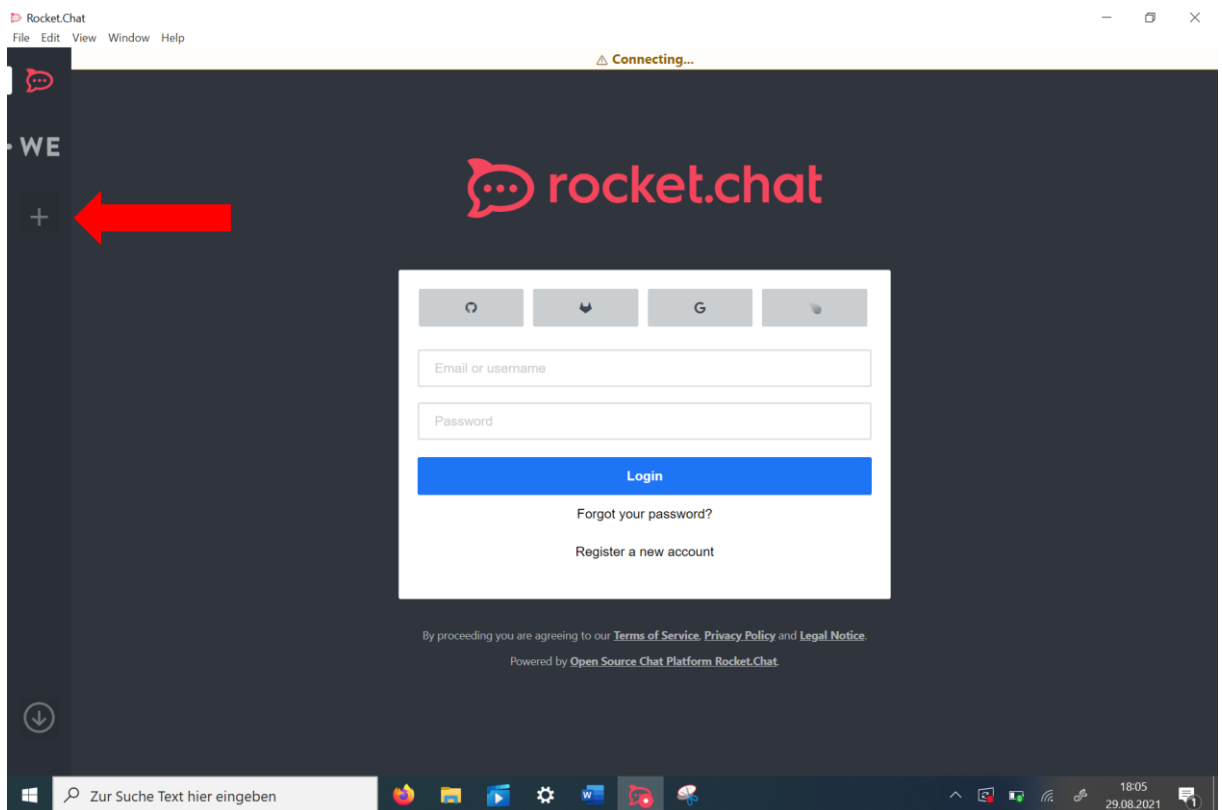 Rocket.Chat
File Edit View Window Help
Connecting...
WE
rocket.chat
G
Email or username
Password
Login
Forgot your password?
Register a new account
By proceeding you are agreeing to our Terms of Service, Privacy Policy and Legal Notice.
Powered by Open Source Chat Platform Rocket.Chat.
Zur Suche Text hier eingeben
W
18:05
29.08.2021
1